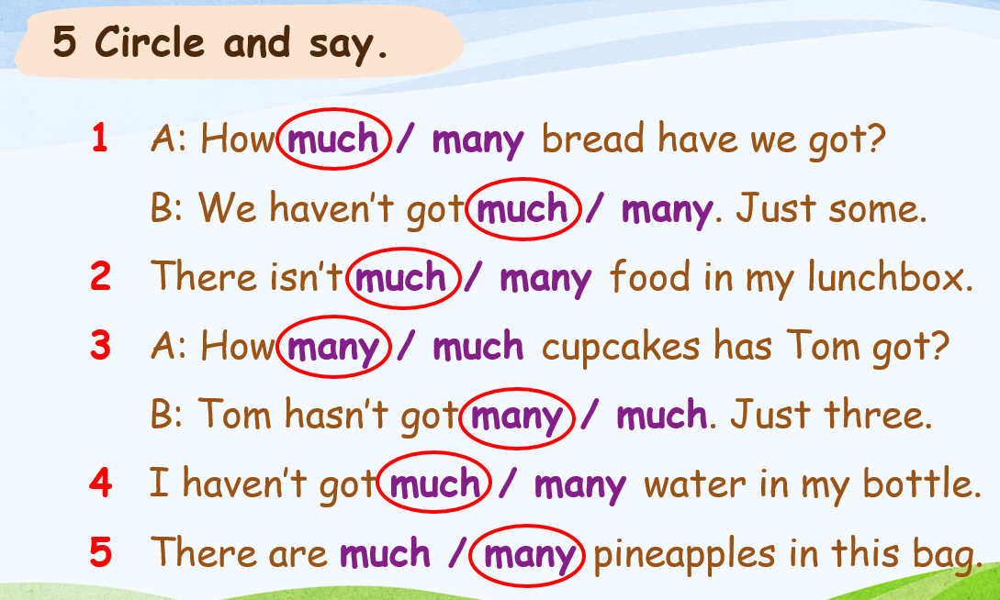 5 Circle and say.
1 A: How much / many bread have we got?
B: We haven't got much / many. Just some.
2 There isn't much / many food in my lunchbox.
3 A: How many / much cupcakes has Tom got?
B: Tom hasn't got many / much. Just three.
4 I haven't got much / many water in my bottle.
5 There are much / many pineapples in this bag.